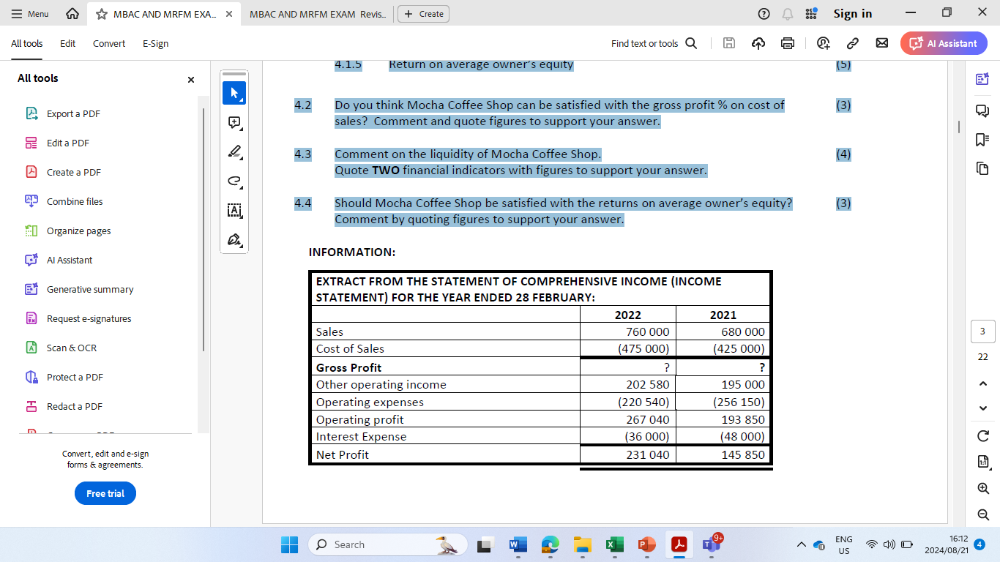 Menu
MBAC AND MRFM EXA...
MBAC AND MRFM EXAM Revis...
Create
Sign in
All tools
Edit
Convert
E-Sign
Find text or tools
AI Assistant
All tools
Export a PDF
Edit a PDF
Create a PDF
Combine files
Organize pages
AI Assistant
Generative summary
Request e-signatures
Scan & OCR
Protect a PDF
Redact a PDF
Convert, edit and e-sign
forms & agreements.
Free trial
4.1.5 Return on average owner's equity (5)
4.2 Do you think Mocha Coffee Shop can be satisfied with the gross profit % on cost of (3)
sales? Comment and quote figures to support your answer.
4.3 Comment on the liquidity of Mocha Coffee Shop. (4)
Quote TWO financial indicators with figures to support your answer.
4.4 Should Mocha Coffee Shop be satisfied with the returns on average owner's equity? (3)
Comment by quoting figures to support your answer.
INFORMATION:
EXTRACT FROM THE STATEMENT OF COMPREHENSIVE INCOME (INCOME
STATEMENT) FOR THE YEAR ENDED 28 FEBRUARY:
2022 2021
Sales 760 000 680 000
Cost of Sales (475 000) (425 000)
Gross Profit ? ?
Other operating income 202 580 195 000
Operating expenses (220 540) (256 150)
Operating profit 267 040 193 850
Interest Expense (36 000) (48 000)
Net Profit 231 040 145 850
3
22
1:1
Search
9+
ENG
US
16:12
2024/08/21
4